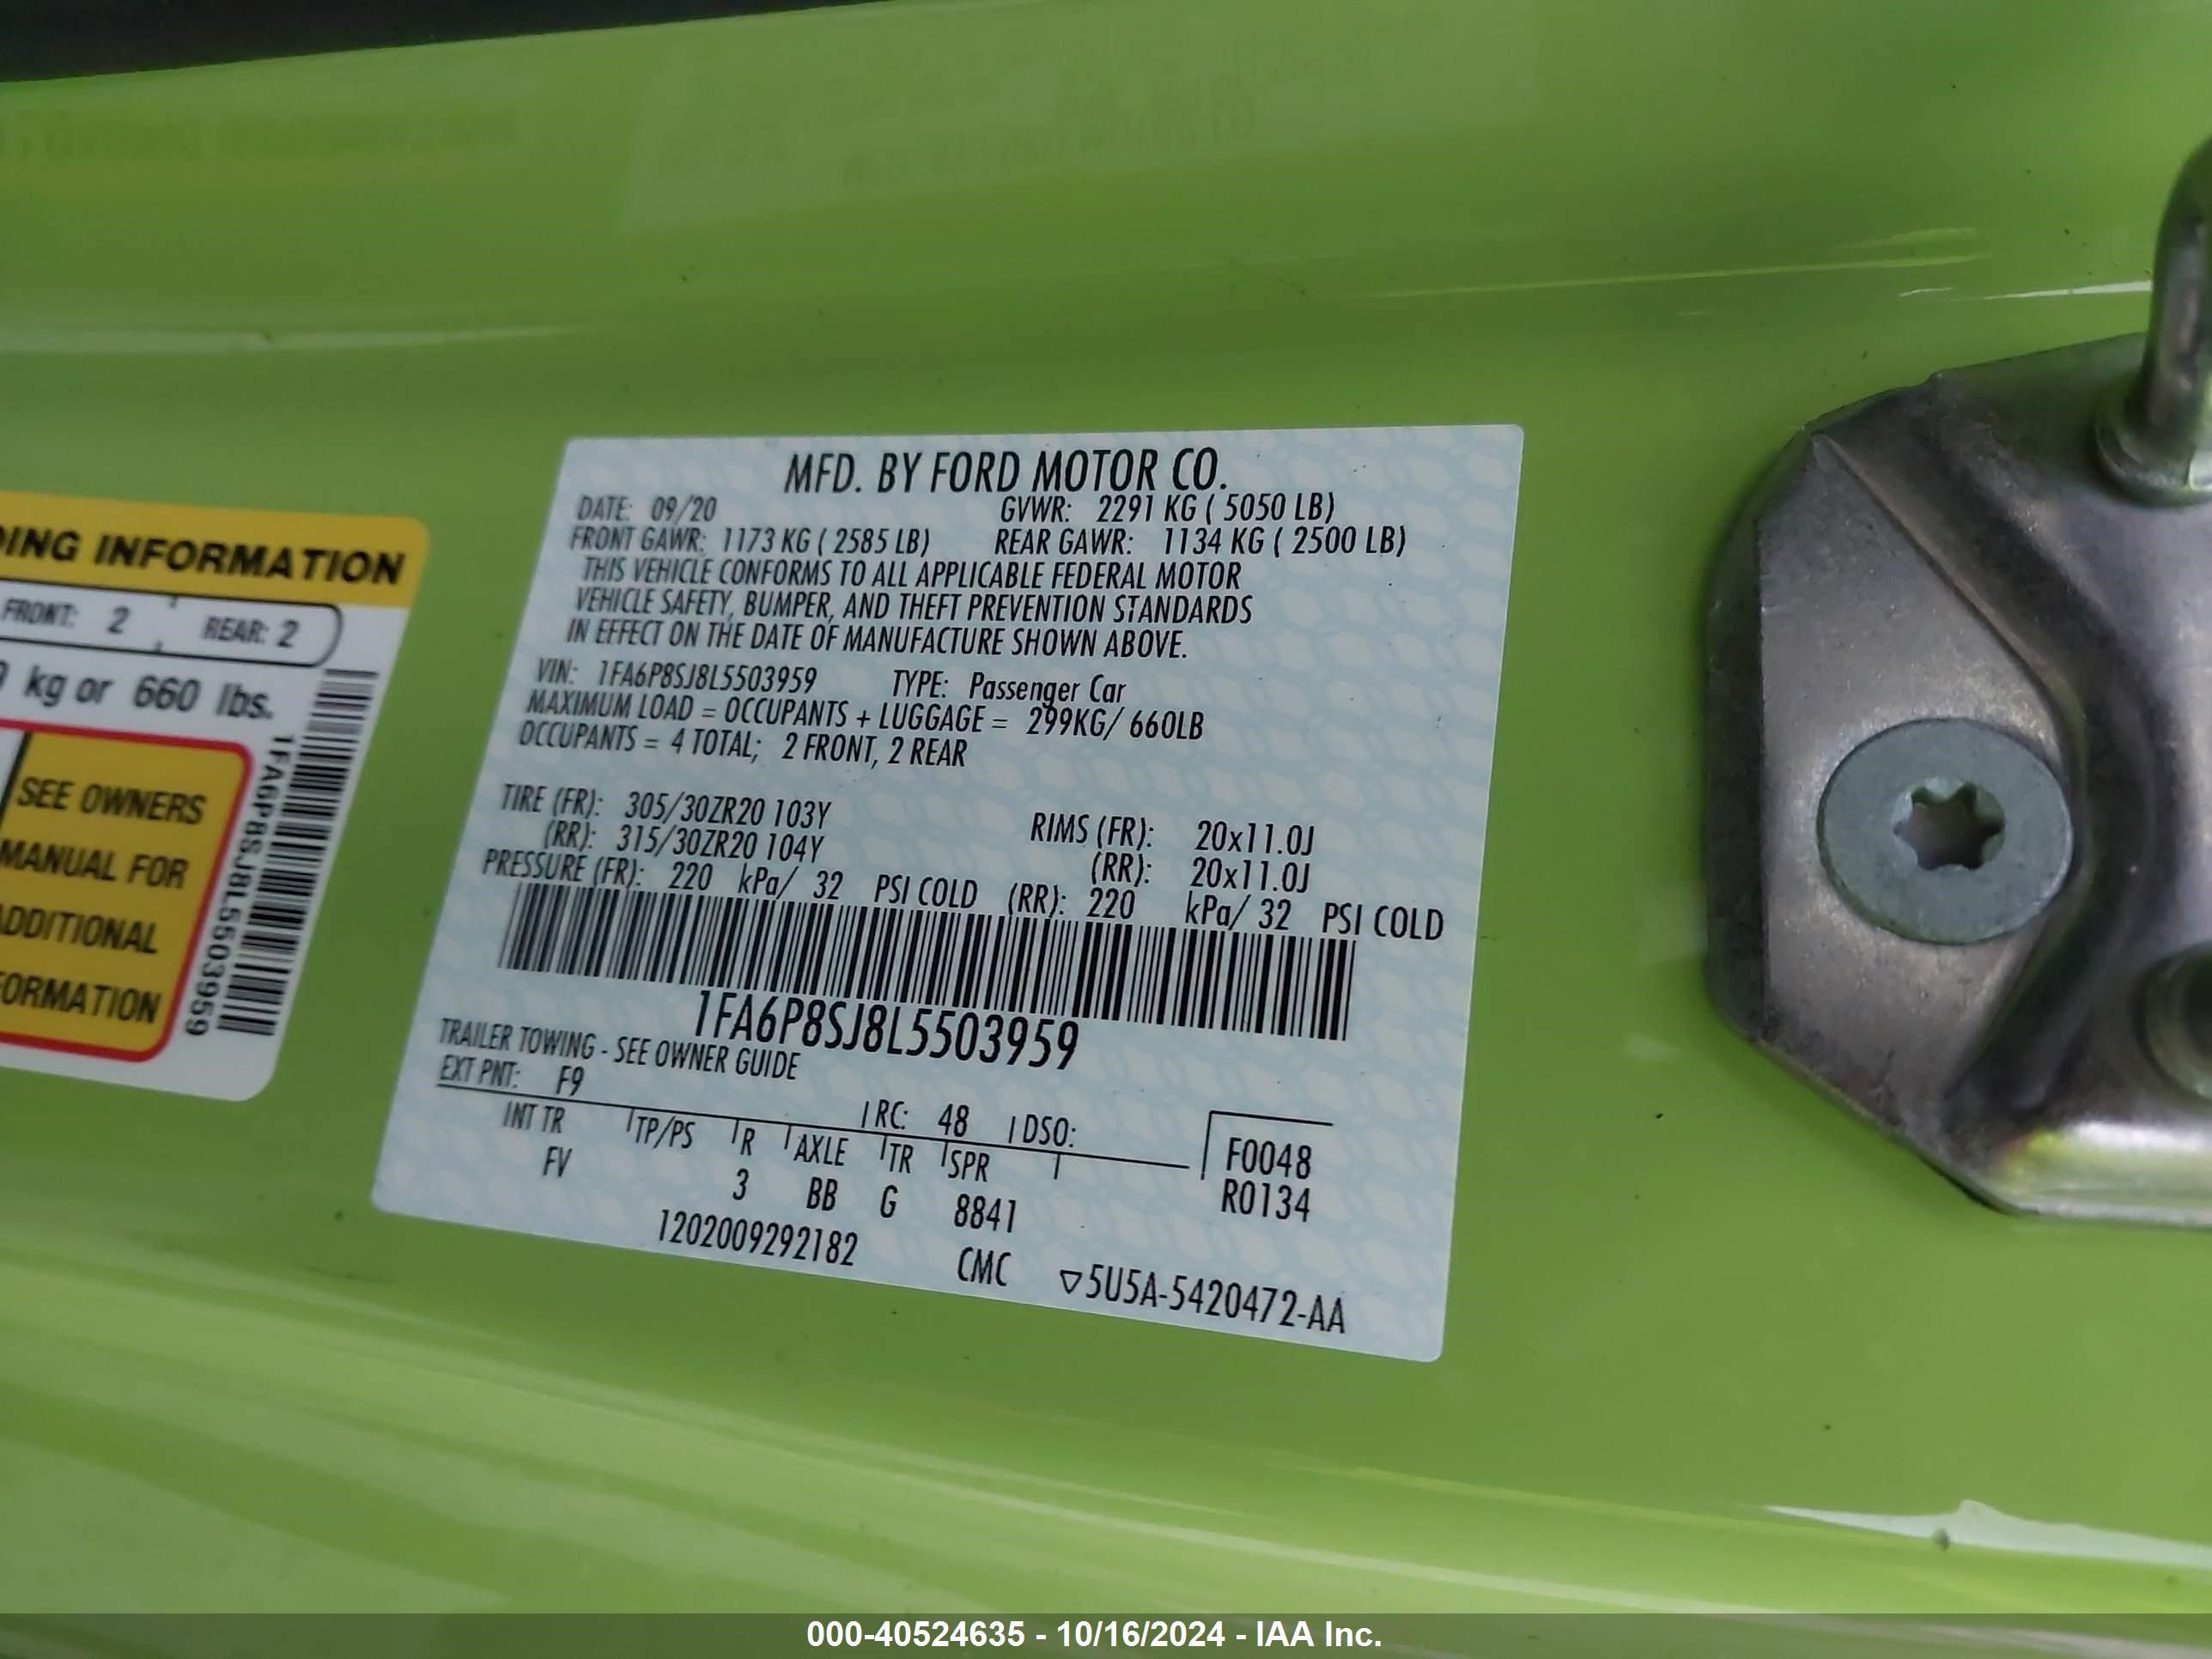 DING INFORMATION
FRONT: 2 REAR: 2
kg or 660 lbs.
SEE OWNERS
MANUAL FOR
ADDITIONAL
FORMATION
1FA6P8SJ8L5503959
MFD. BY FORD MOTOR CO.
DATE: 09/20 GVWR: 2291 KG ( 5050 LB)
FRONT GAWR: 1173 KG ( 2585 LB) REAR GAWR: 1134 KG ( 2500 LB)
THIS VEHICLE CONFORMS TO ALL APPLICABLE FEDERAL MOTOR
VEHICLE SAFETY, BUMPER, AND THEFT PREVENTION STANDARDS
IN EFFECT ON THE DATE OF MANUFACTURE SHOWN ABOVE.
VIN: 1FA6P8SJ8L5503959 TYPE: Passenger Car
MAXIMUM LOAD = OCCUPANTS + LUGGAGE = 299KG/ 660LB
OCCUPANTS = 4 TOTAL; 2 FRONT, 2 REAR
TIRE (FR): 305/30ZR20 103Y RIMS (FR): 20x11.0J
(RR): 315/30ZR20 104Y (RR): 20x11.0J
PRESSURE (FR): 220 kPa/ 32 PSI COLD (RR): 220 kPa/ 32 PSI COLD
1FA6P8SJ8L5503959
TRAILER TOWING - SEE OWNER GUIDE
EXT PNT: F9 RC: 48 DSO:
INT TR TP/PS R AXLE TR SPR F0048
FV 3 BB G 8841 R0134
1202009292182 CMC ▽5U5A-5420472-AA
000-40524635 - 10/16/2024 - IAA Inc.